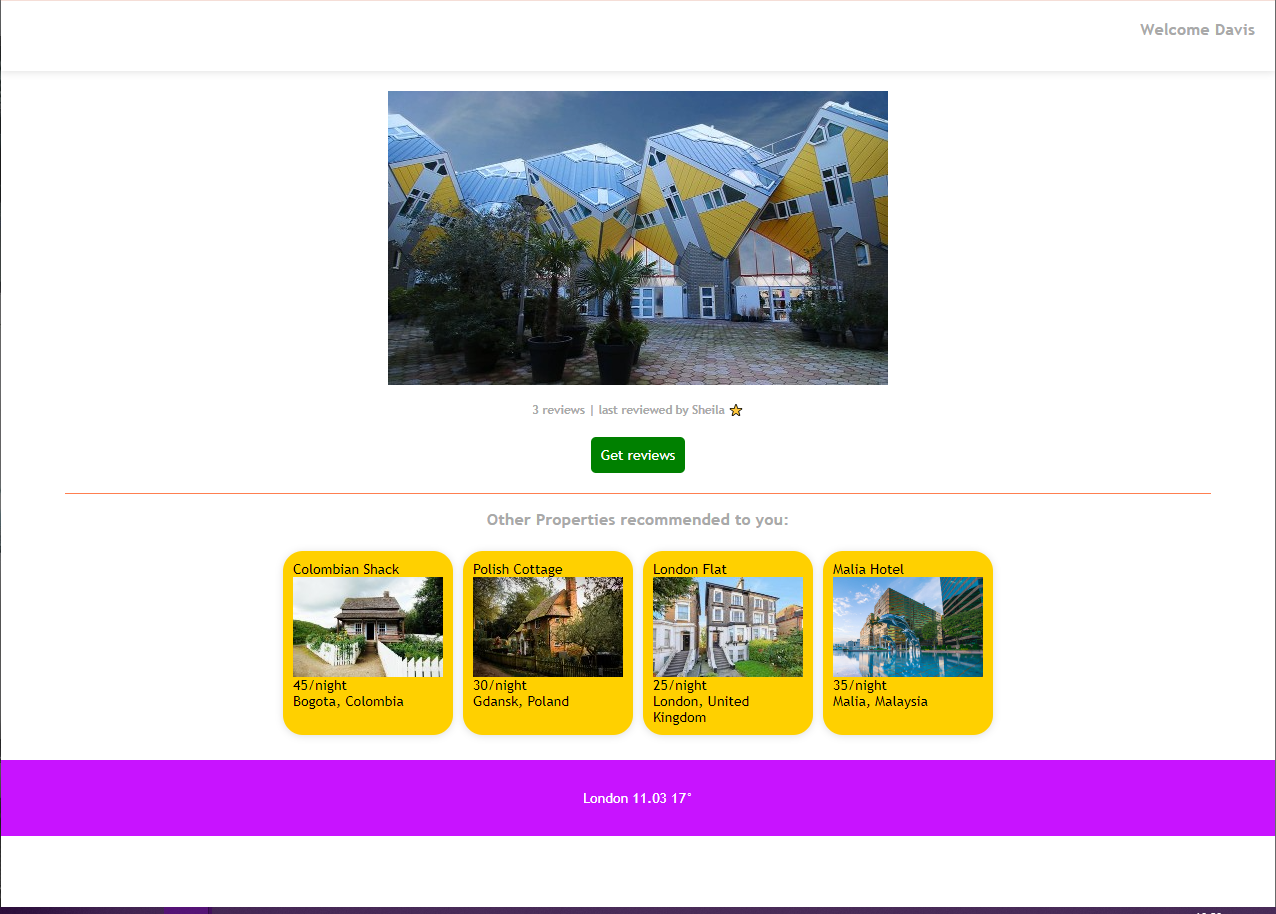 Welcome Davis
3 reviews | last reviewed by Sheila ⭐
Get reviews
Other Properties recommended to you:
Colombian Shack
45/night
Bogota, Colombia
Polish Cottage
30/night
Gdansk, Poland
London Flat
25/night
London, United
Kingdom
Malia Hotel
35/night
Malia, Malaysia
London 11.03 17°